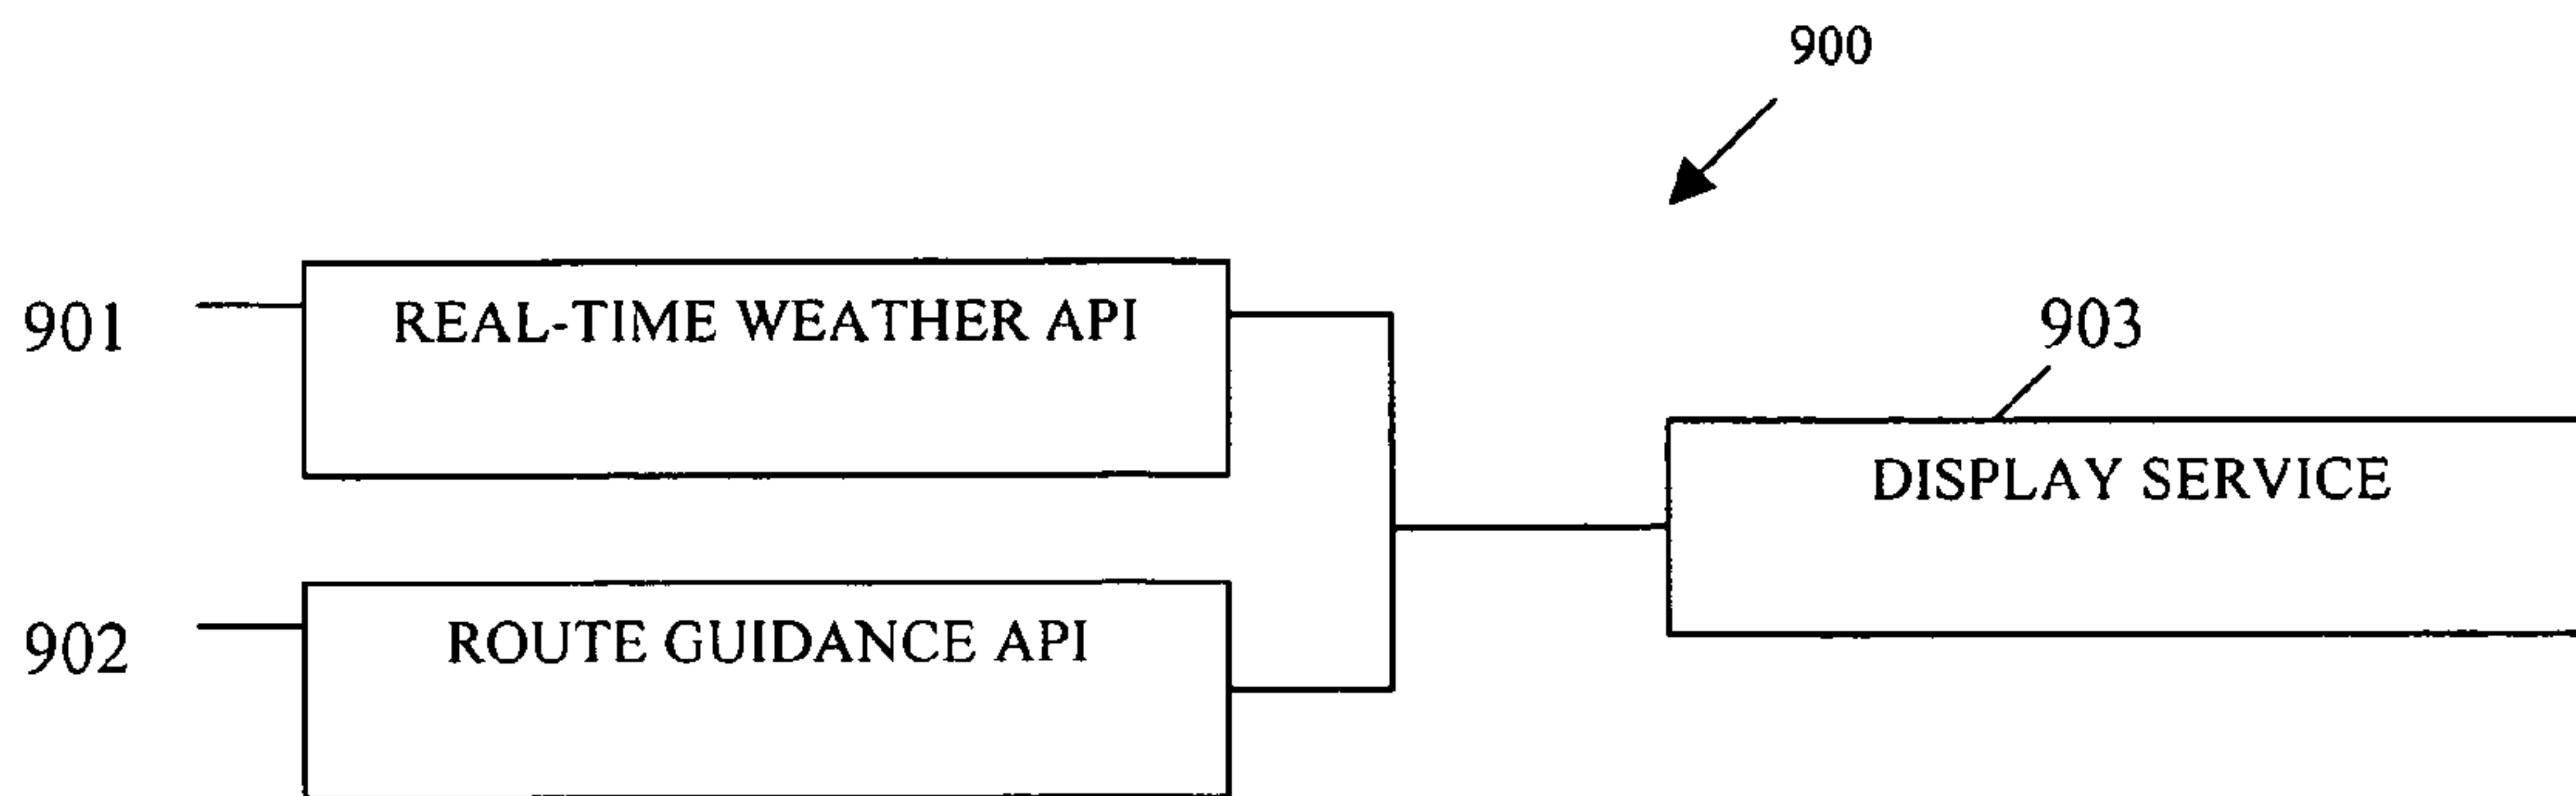 900
901
REAL-TIME WEATHER API
903
DISPLAY SERVICE
902
ROUTE GUIDANCE API